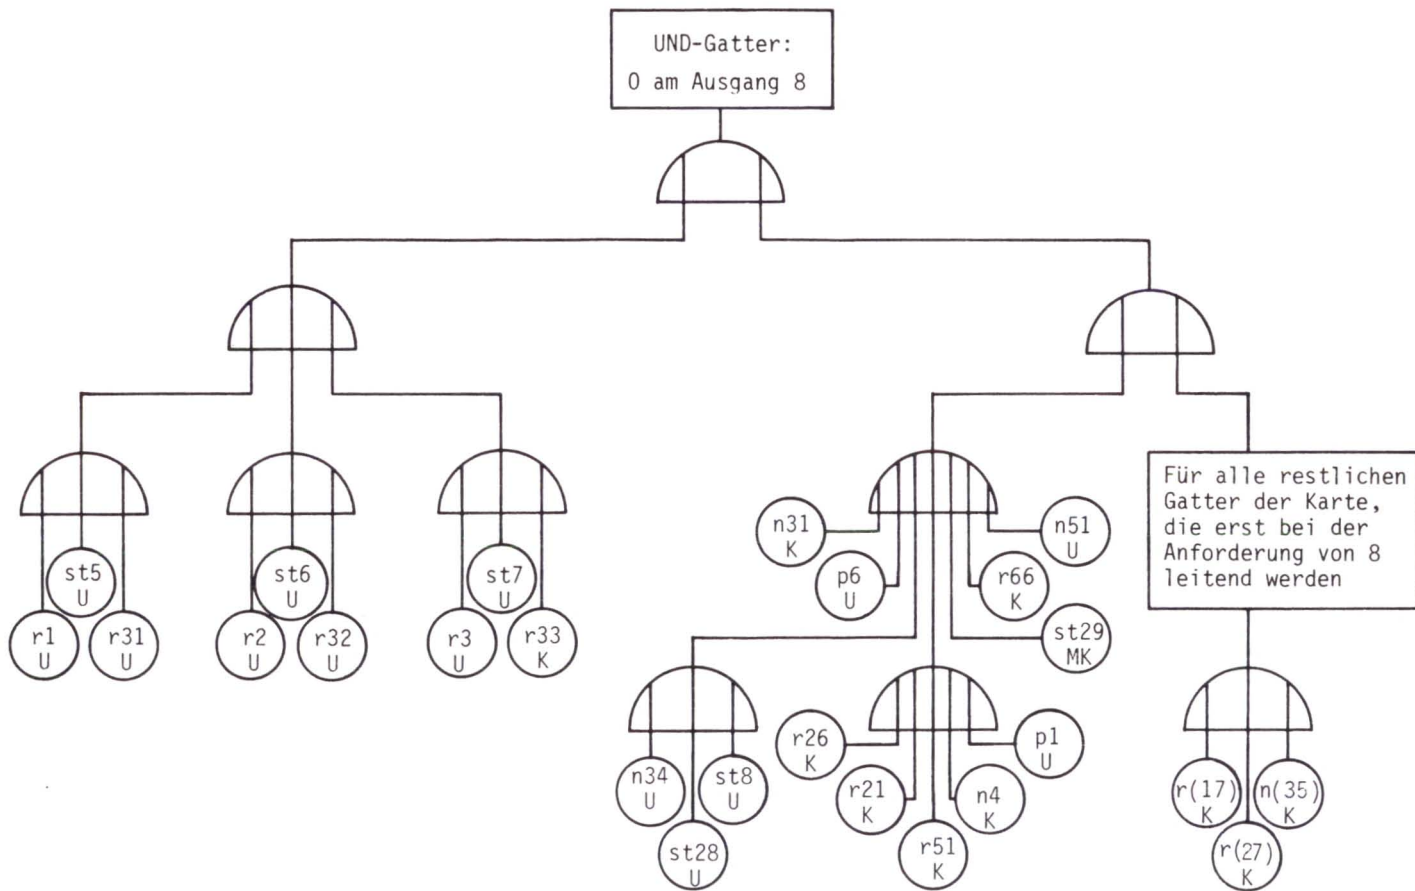 UND-Gatter:
0 am Ausgang 8
Für alle restlichen
Gatter der Karte,
die erst bei der
Anforderung von 8
leitend werden
n31
K
n51
U
p6
U
r66
K
st5
U
st6
U
st7
U
r1
U
r31
U
r2
U
r32
U
r3
U
r33
K
st29
MK
r26
K
p1
U
n34
U
st8
U
r21
K
n4
K
r(17)
K
n(35)
K
st28
U
r51
K
r(27)
K